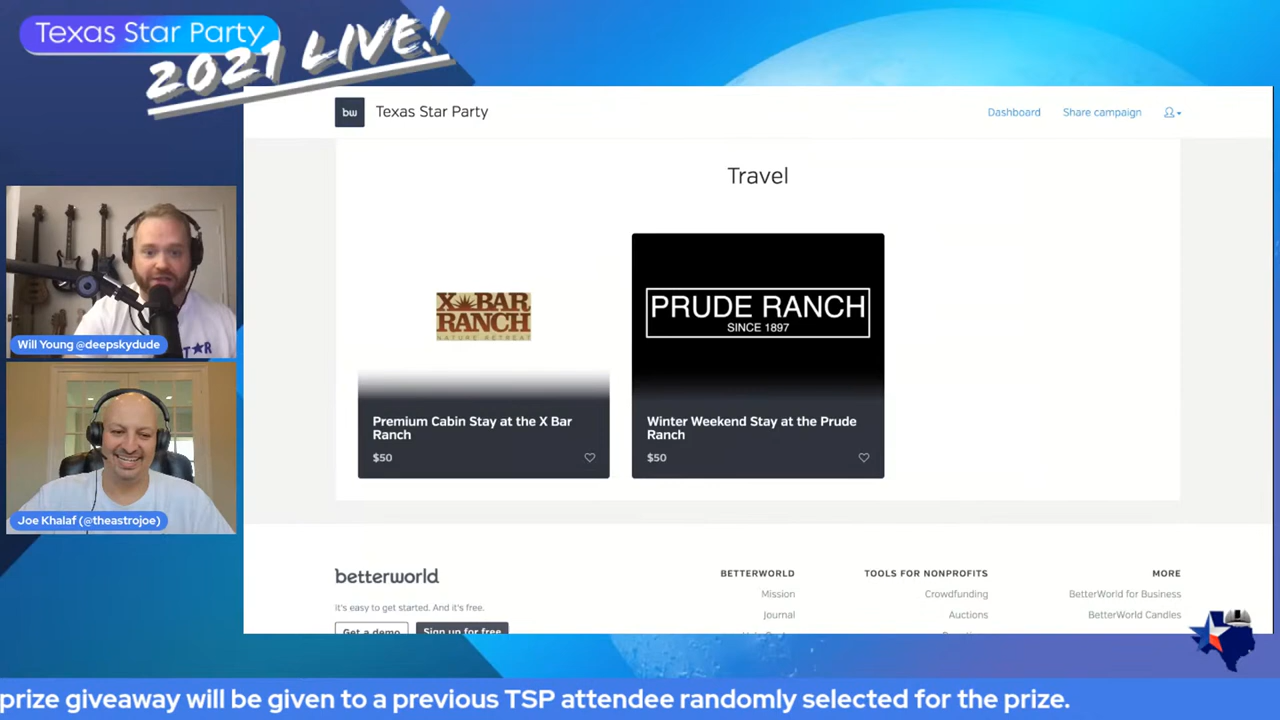 Texas Star Party
2021 LIVE!
bw
Texas Star Party
Dashboard
Share campaign
Travel
X BAR
RANCH
NATURE RETREAT
PRUDE RANCH
SINCE 1897
Premium Cabin Stay at the X Bar
Ranch
$50
Winter Weekend Stay at the Prude
Ranch
$50
Will Young @deepskydude
Joe Khalaf (@theastrojoe)
betterworld
It's easy to get started. And it's free.
Get a demo
Sign up for free
BETTERWORLD
Mission
Journal
TOOLS FOR NONPROFITS
Crowdfunding
Auctions
MORE
BetterWorld for Business
BetterWorld Candles
prize giveaway will be given to a previous TSP attendee randomly selected for the prize.